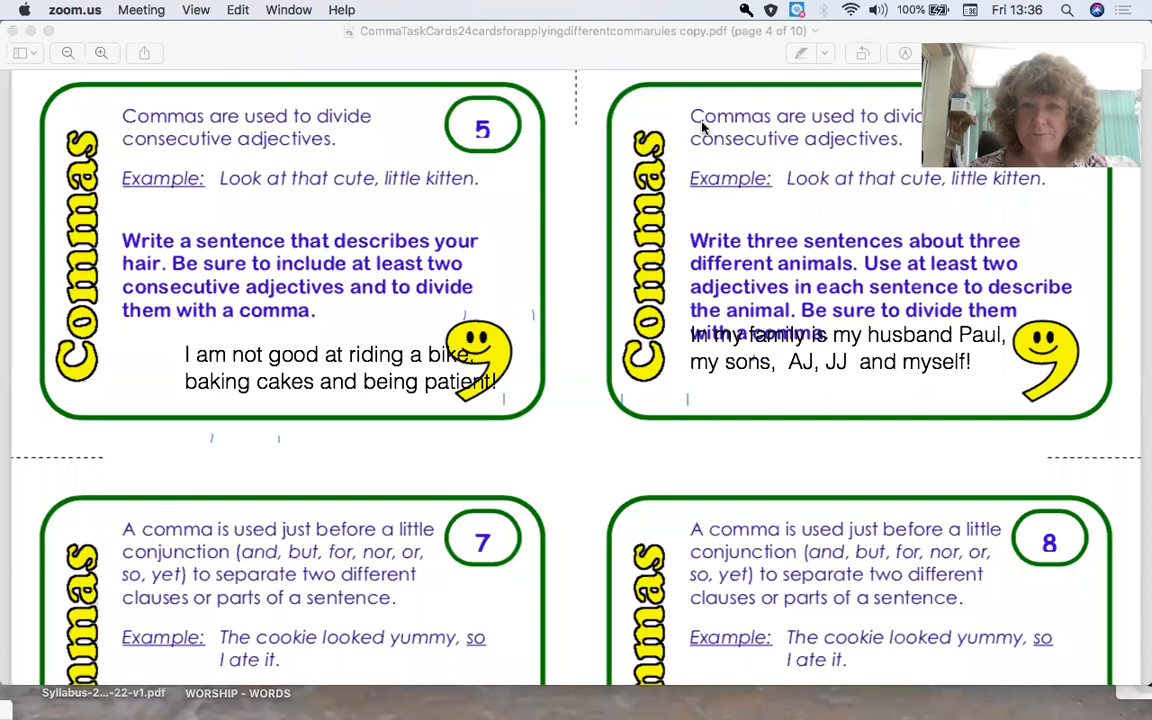 zoom.us Meeting View Edit Window Help 100% Fri 13:36
CommaTaskCards24cardsforapplyingdifferentcommarules copy.pdf (page 4 of 10)
Commas
Commas are used to divide
consecutive adjectives.
5
Example: Look at that cute, little kitten.
Write a sentence that describes your
hair. Be sure to include at least two
consecutive adjectives and to divide
them with a comma.
I am not good at riding a bike,
baking cakes and being patient!
Commas
Commas are used to
consecutive adjectives.
Example: Look at that cute, little kitten.
Write three sentences about three
different animals. Use at least two
adjectives in each sentence to describe
the animal. Be sure to divide them
with a comma.
In my family is my husband Paul,
my sons, AJ, JJ and myself!
A comma is used just before a little
conjunction (and, but, for, nor, or,
so, yet) to separate two different
clauses or parts of a sentence.
7
Example: The cookie looked yummy, so
I ate it.
A comma is used just before a little
conjunction (and, but, for, nor, or,
so, yet) to separate two different
clauses or parts of a sentence.
8
Example: The cookie looked yummy, so
I ate it.
Syllabus-2...-22-v1.pdf WORSHIP - WORDS